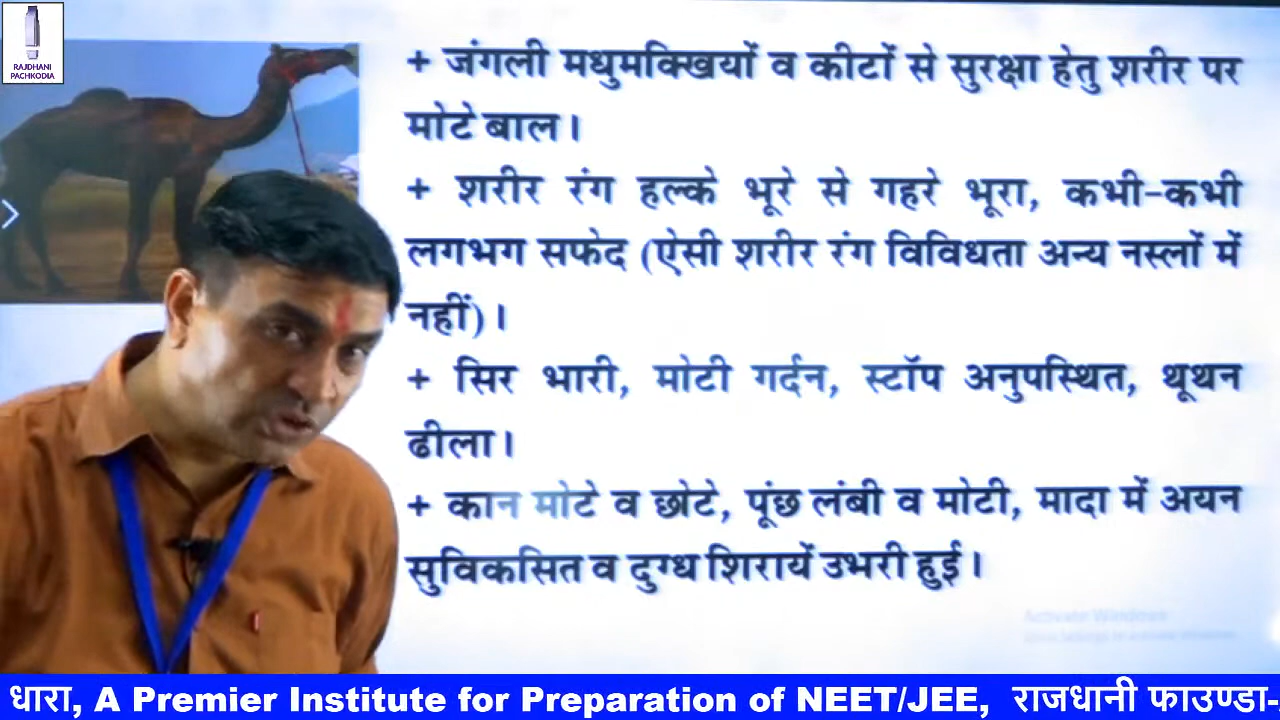 RAJDHANI
PACHKODIA
+ जंगली मधुमक्खियों व कीटों से सुरक्षा हेतु शरीर पर
मोटे बाल।
+ शरीर रंग हल्के भूरे से गहरे भूरा, कभी-कभी
लगभग सफेद (ऐसी शरीर रंग विविधता अन्य नस्लों में
नहीं)।
+ सिर भारी, मोटी गर्दन, स्टॉप अनुपस्थित, थूथन
ढीला।
+ कान मोटे व छोटे, पूंछ लंबी व मोटी, मादा में अयन
सुविकसित व दुग्ध शिरायें उभरी हुई।
Activate Windows
धारा, A Premier Institute for Preparation of NEET/JEE, राजधानी फाउण्डा-